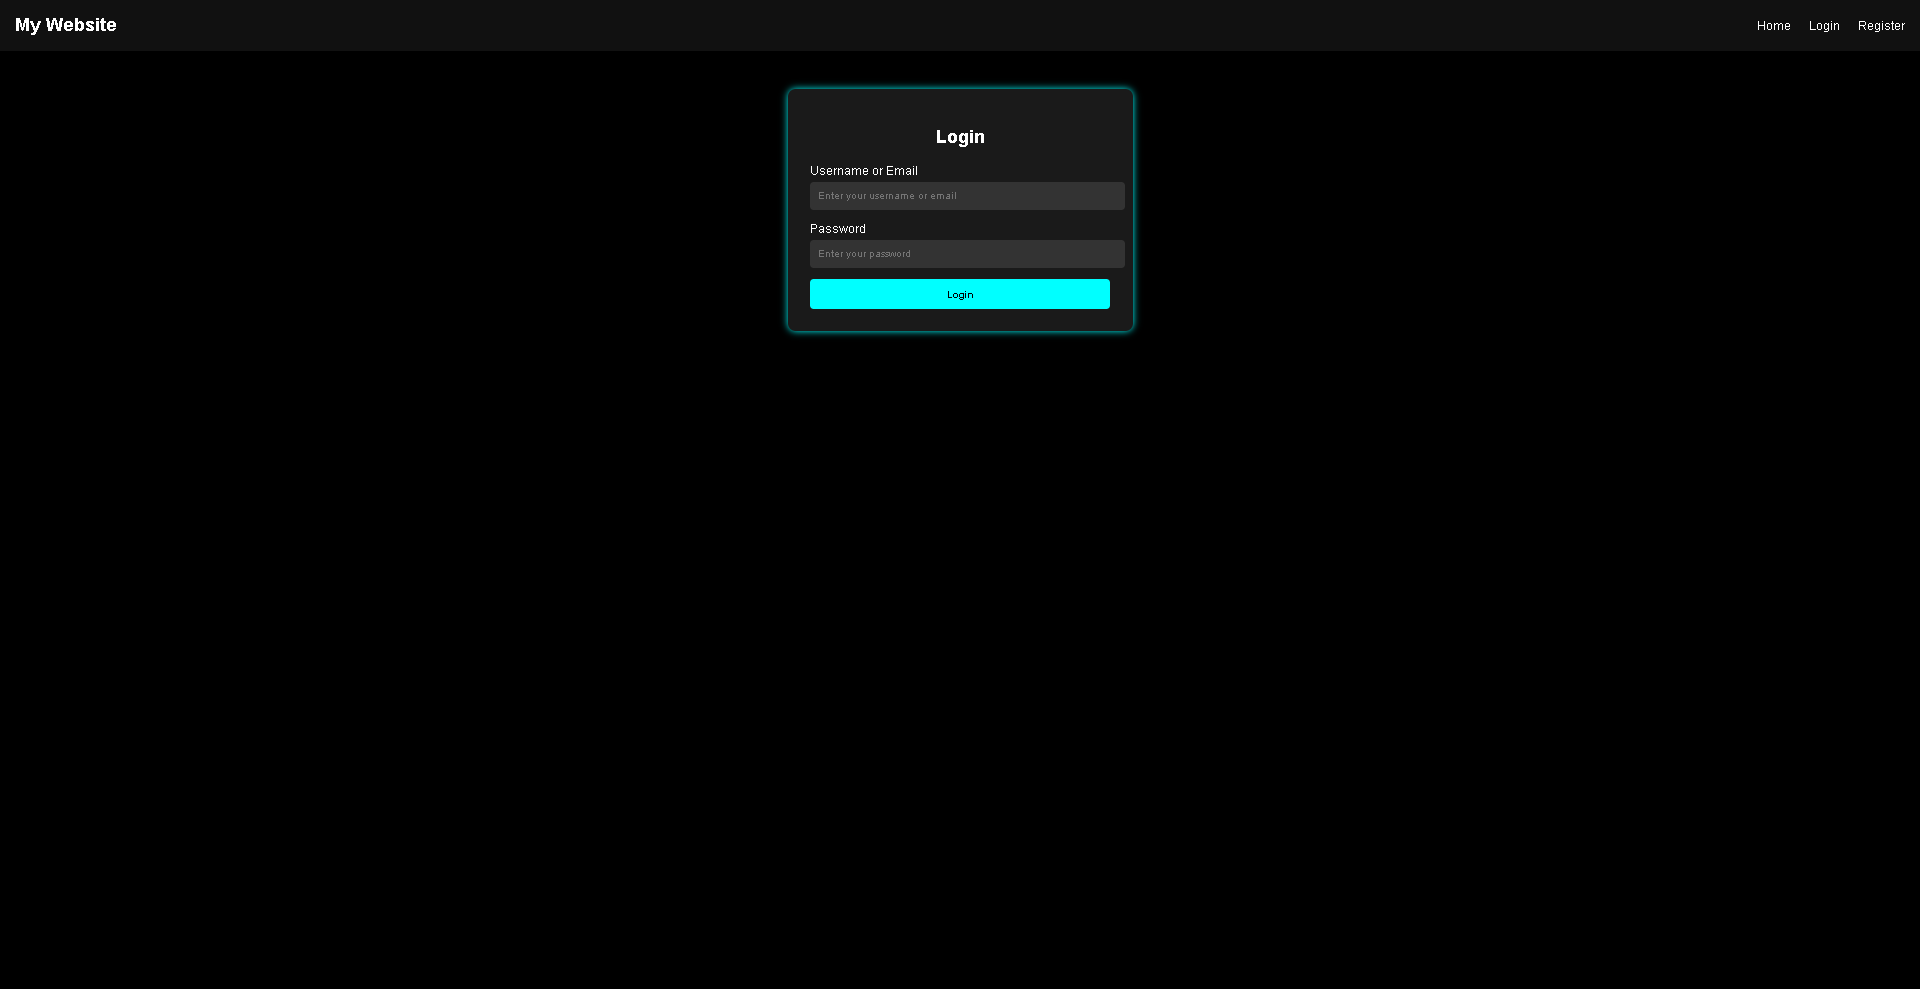 My Website
Home Login Register
Login
Username or Email
Enter your username or email
Password
Enter your password
Login